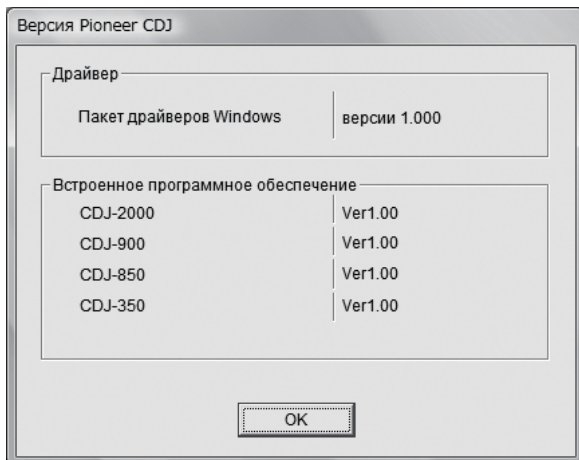 Версия Pioneer CDJ
Драйвер
Пакет драйверов Windows версии 1.000
Встроенное программное обеспечение
CDJ-2000 Ver1.00
CDJ-900 Ver1.00
CDJ-850 Ver1.00
CDJ-350 Ver1.00
OK